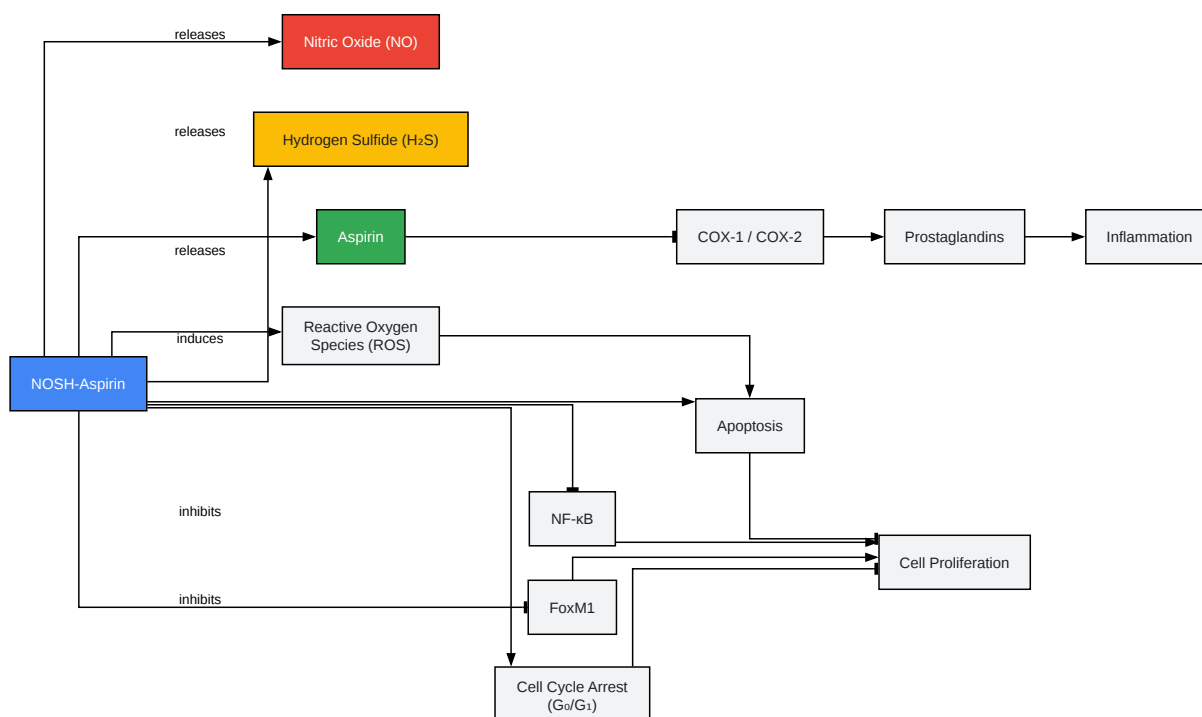 releases
Nitric Oxide (NO)
releases
Hydrogen Sulfide (H₂S)
Aspirin
COX-1 / COX-2
Prostaglandins
Inflammation
releases
Reactive Oxygen
Species (ROS)
induces
NOSH-Aspirin
Apoptosis
inhibits
NF-κB
Cell Proliferation
inhibits
FoxM1
Cell Cycle Arrest
(G₀/G₁)